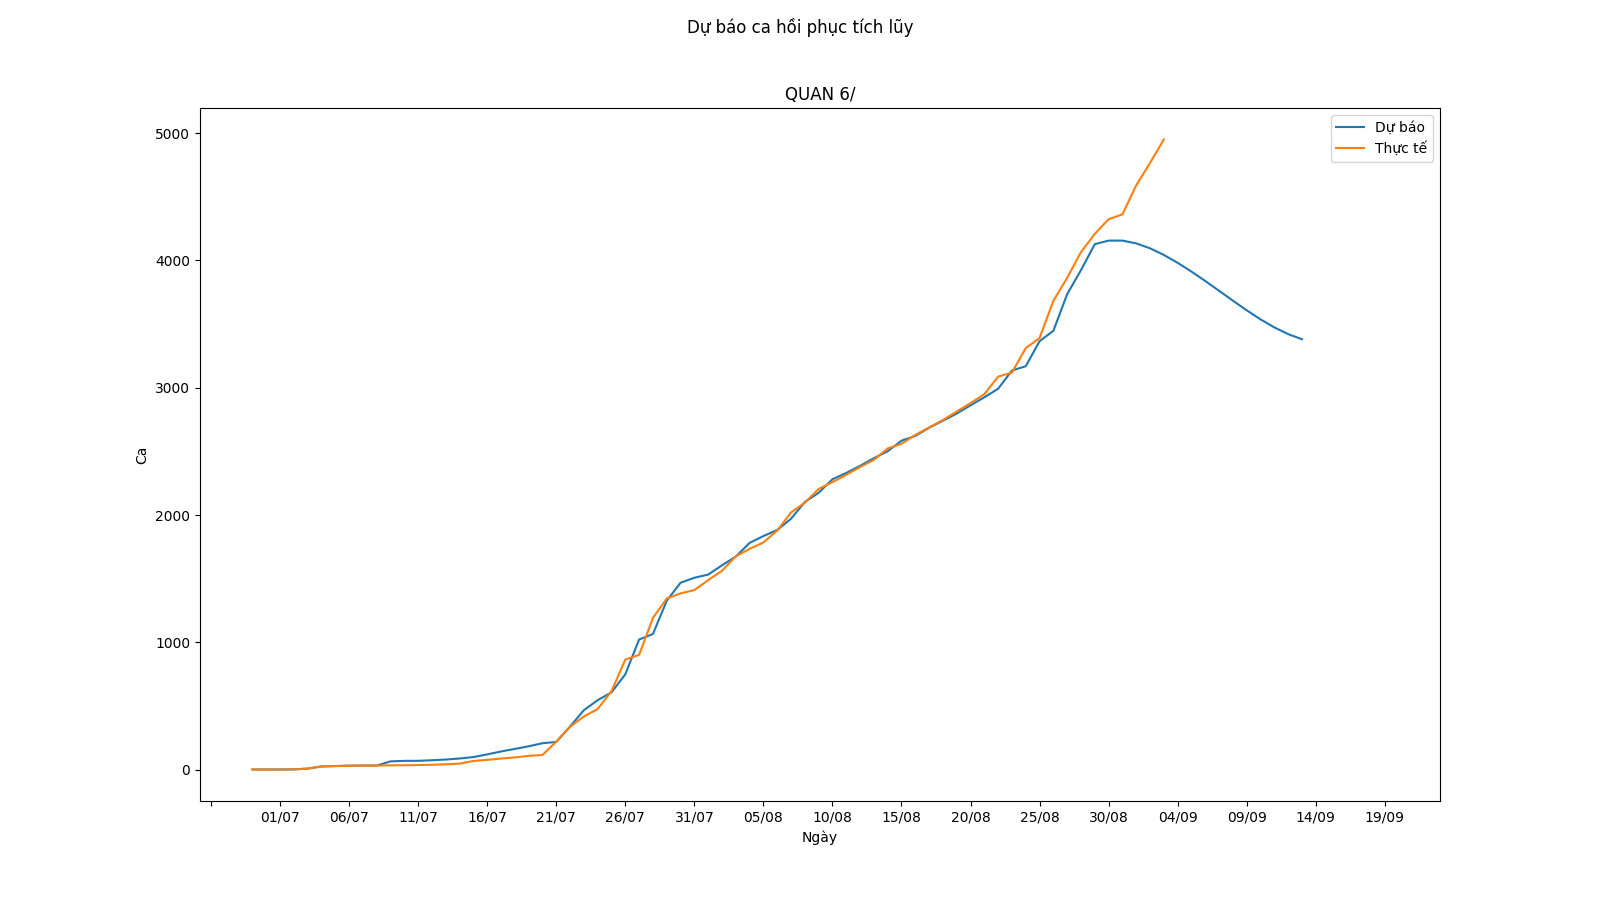 Dự báo ca hồi phục tích lũy
QUAN 6/
Dự báo
Thực tế
5000
4000
3000
2000
1000
0
Ca
01/07 06/07 11/07 16/07 21/07 26/07 31/07 05/08 10/08 15/08 20/08 25/08 30/08 04/09 09/09 14/09 19/09
Ngày